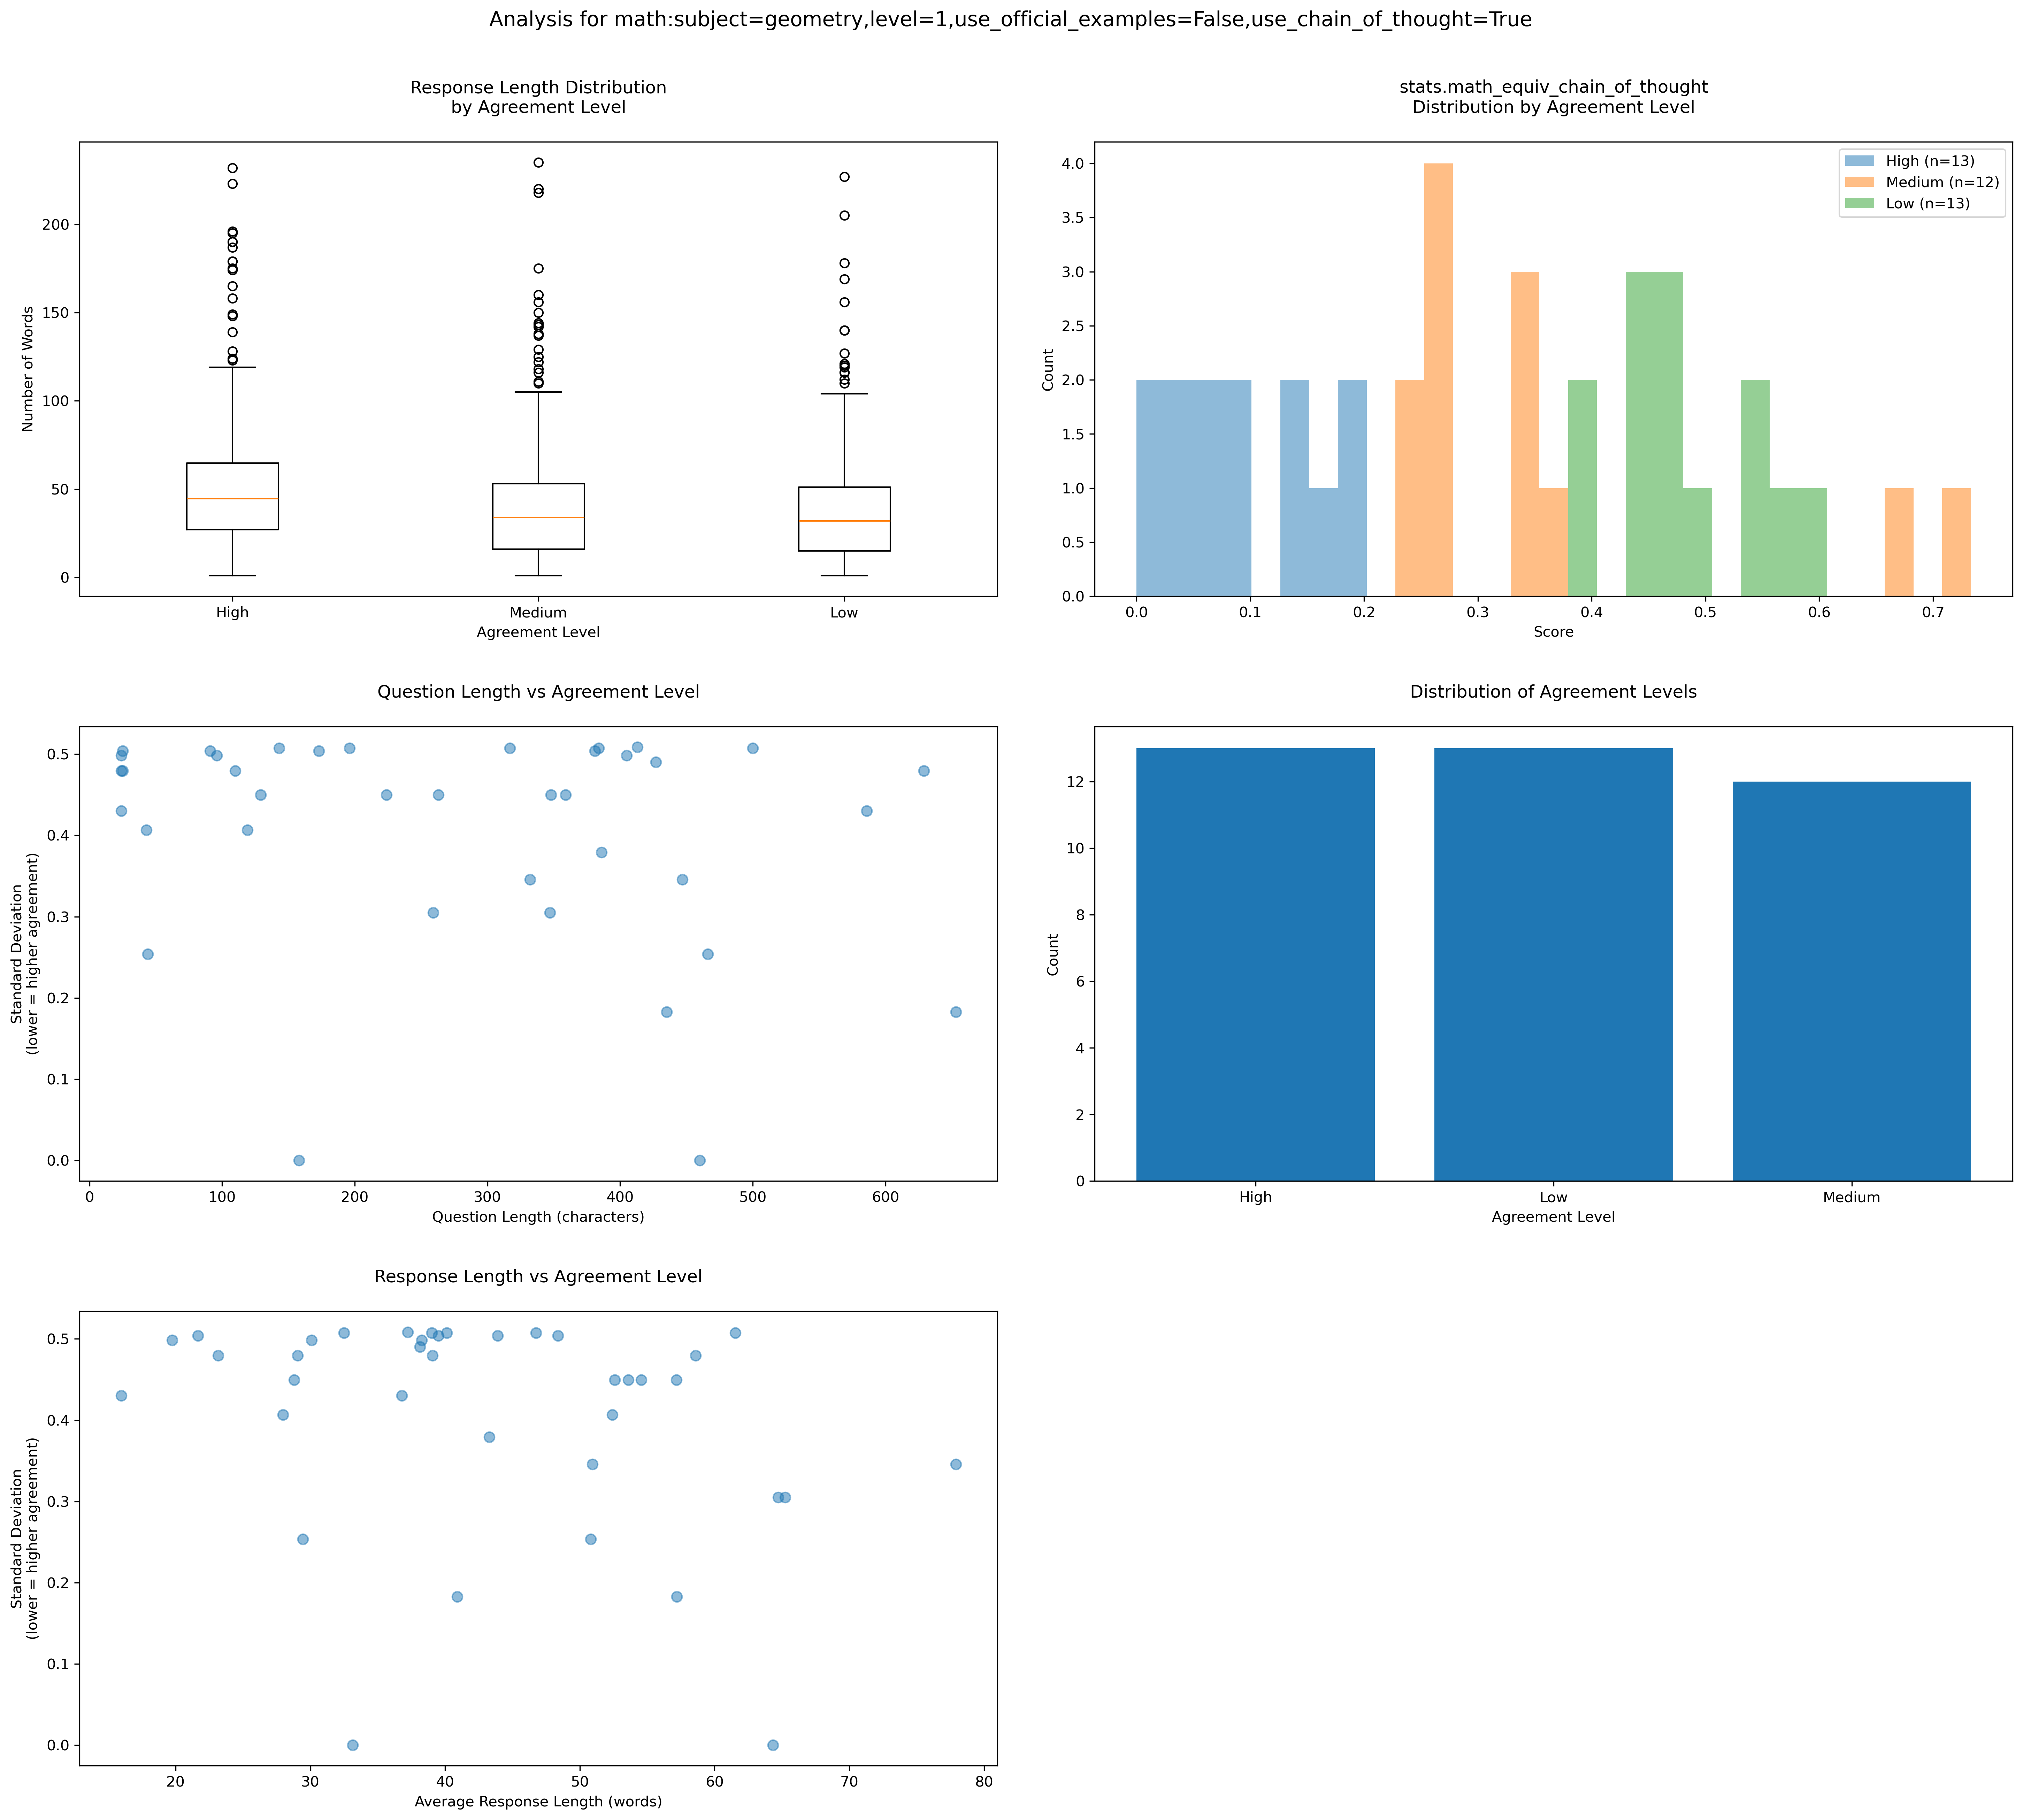 Analysis for math:subject=geometry,level=1,use_official_examples=False,use_chain_of_thought=True
Response Length Distribution
by Agreement Level
Number of Words
200
150
100
50
0
High
Medium
Low
Agreement Level
stats.math_equiv_chain_of_thought
Distribution by Agreement Level
Count
4.0
3.5
3.0
2.5
2.0
1.5
1.0
0.5
0.0
High (n=13)
Medium (n=12)
Low (n=13)
0.0
0.1
0.2
0.3
0.4
0.5
0.6
0.7
Score
Question Length vs Agreement Level
Standard Deviation
(lower = higher agreement)
0.5
0.4
0.3
0.2
0.1
0.0
0
100
200
300
400
500
600
Question Length (characters)
Distribution of Agreement Levels
Count
12
10
8
6
4
2
0
High
Low
Medium
Agreement Level
Response Length vs Agreement Level
Standard Deviation
(lower = higher agreement)
0.5
0.4
0.3
0.2
0.1
0.0
20
30
40
50
60
70
80
Average Response Length (words)